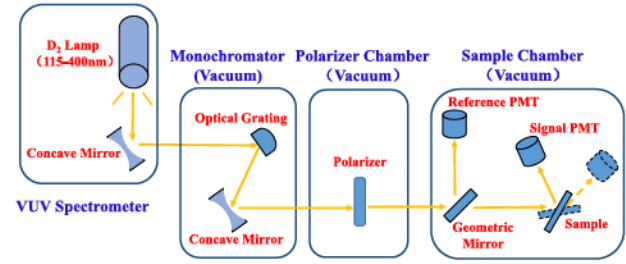 D₂ Lamp
(115-400nm)
Concave Mirror
VUV Spectrometer
Monochromator
(Vacuum)
Optical Grating
Concave Mirror
Polarizer Chamber
(Vacuum)
Polarizer
Sample Chamber
(Vacuum)
Reference PMT
Signal PMT
Geometric
Mirror
Sample